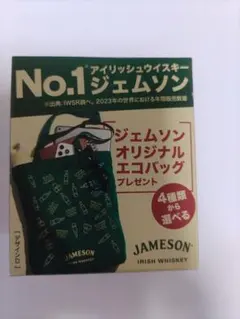 No.1
アイリッシュウイスキー
ジェムソン
ジェムソン
オリジナル
エコバッグ
プレゼント
4種類
から
選べる
JAMESON
IRISH WHISKEY